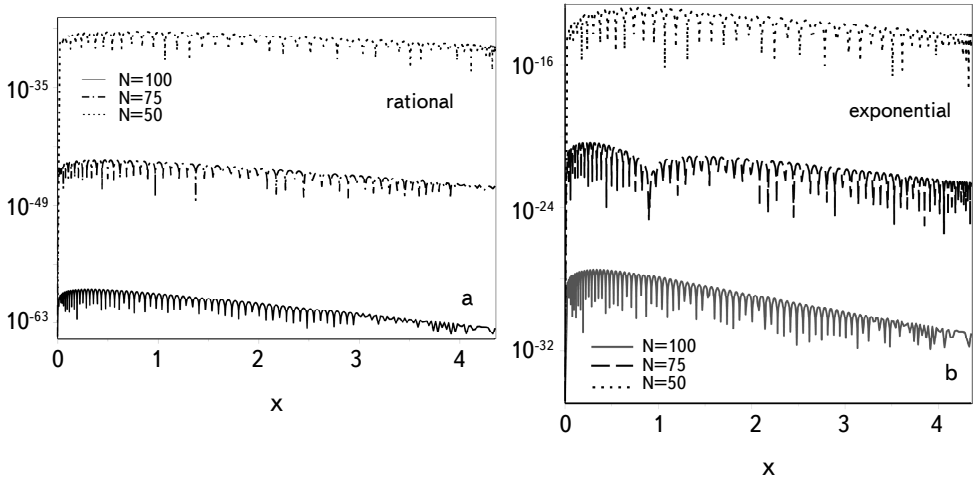 10-35
N=100
N=75
N=50
rational
10-49
a
10-63
0 1 2 3 4
x
10-16
exponential
10-24
10-32
N=100
N=75
N=50
b
0 1 2 3 4
x